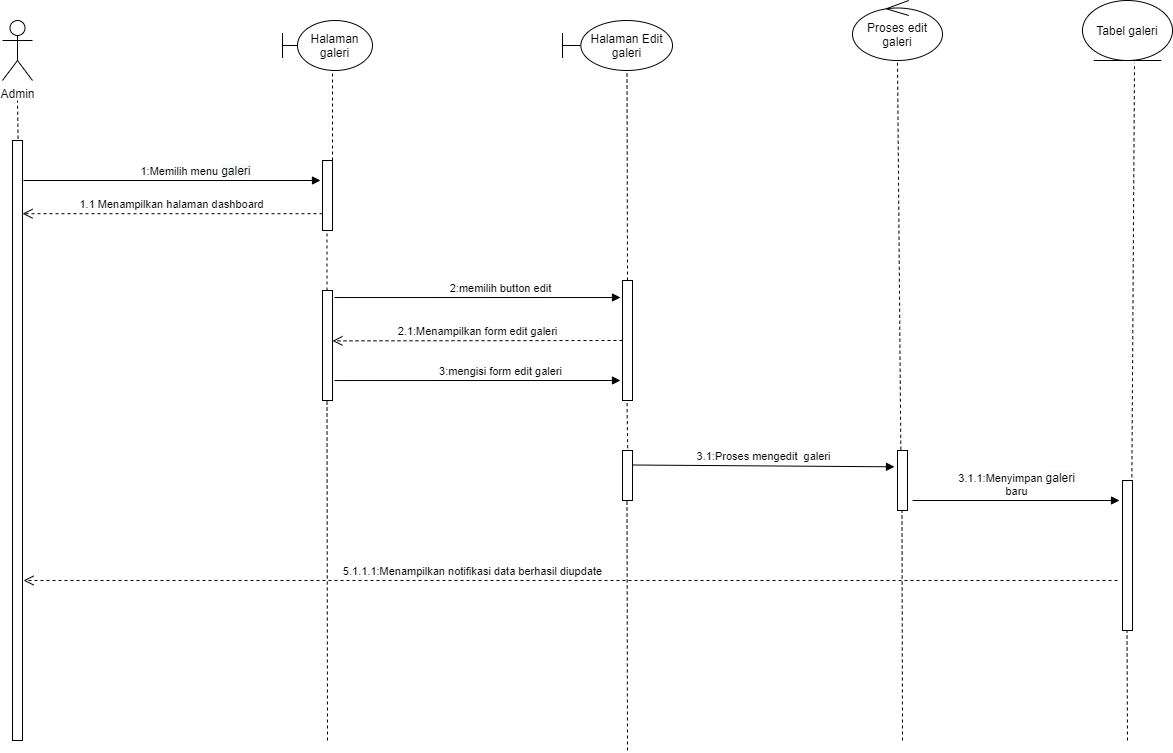 Halaman
galeri
Halaman Edit
galeri
Proses edit
galeri
Tabel galeri
Admin
1:Memilih menu galeri
1.1 Menampilkan halaman dashboard
2:memilih button edit
2.1:Menampilkan form edit galeri
3:mengisi form edit galeri
3.1:Proses mengedit galeri
3.1.1:Menyimpan galeri
baru
5.1.1.1:Menampilkan notifikasi data berhasil diupdate